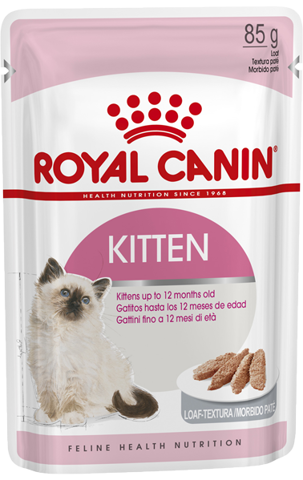 85 g
Loaf
Textura paté
Morbido paté
ROYAL CANIN
HEALTH NUTRITION SINCE 1968
KITTEN
Kittens up to 12 months old
Gatitos hasta los 12 meses de edad
Gattini fino a 12 mesi di età
LOAF-TEXTURA/MORBIDO PATÉ
FELINE HEALTH NUTRITION